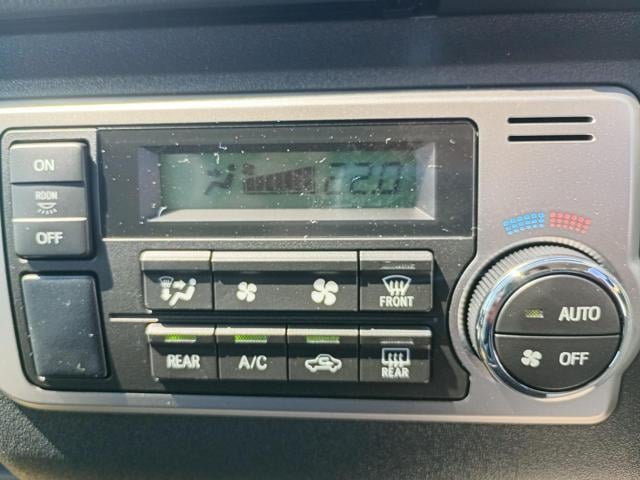 ON
ROOM
OFF
22.0
FRONT
REAR
A/C
REAR
AUTO
OFF